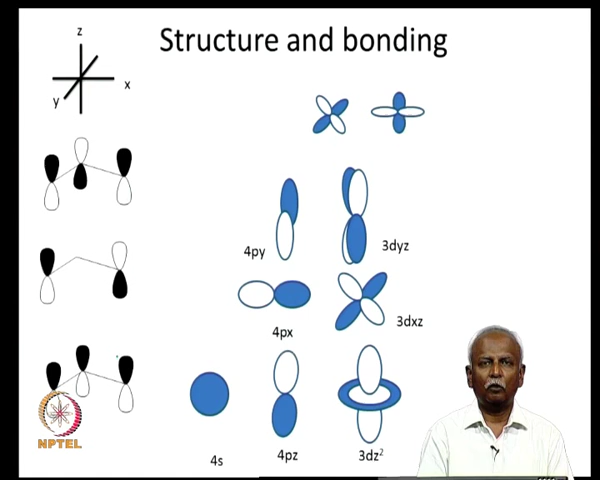 Structure and bonding
z
x
y
4py
3dyz
4px
3dxz
4s
4pz
3dz²
NPTEL